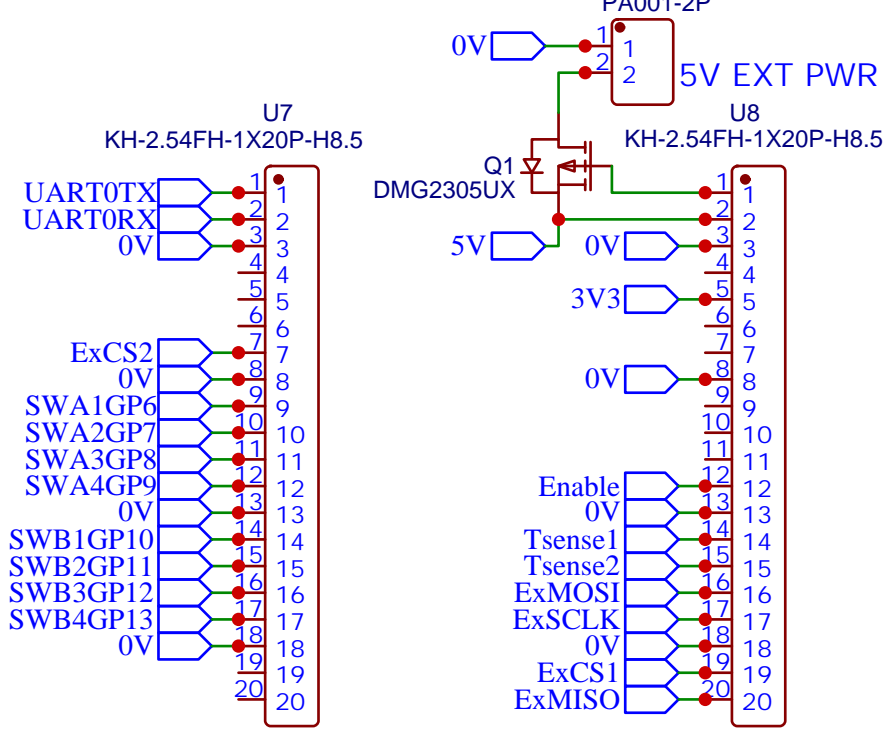 PA001-2P
0V 1 1
2 2
5V EXT PWR
U7
KH-2.54FH-1X20P-H8.5
UART0TX 1 1
UART0RX 2 2
0V 3 3
4 4
5 5
6 6
ExCS2 7 7
0V 8 8
SWA1GP6 9 9
SWA2GP7 10 10
SWA3GP8 11 11
SWA4GP9 12 12
0V 13 13
SWB1GP10 14 14
SWB2GP11 15 15
SWB3GP12 16 16
SWB4GP13 17 17
0V 18 18
19 19
20 20
Q1
DMG2305UX
5V
U8
KH-2.54FH-1X20P-H8.5
1 1
2 2
0V 3 3
4 4
3V3 5 5
6 6
7 7
0V 8 8
9 9
10 10
11 11
Enable 12 12
0V 13 13
Tsense1 14 14
Tsense2 15 15
ExMOSI 16 16
ExSCLK 17 17
0V 18 18
ExCS1 19 19
ExMISO 20 20